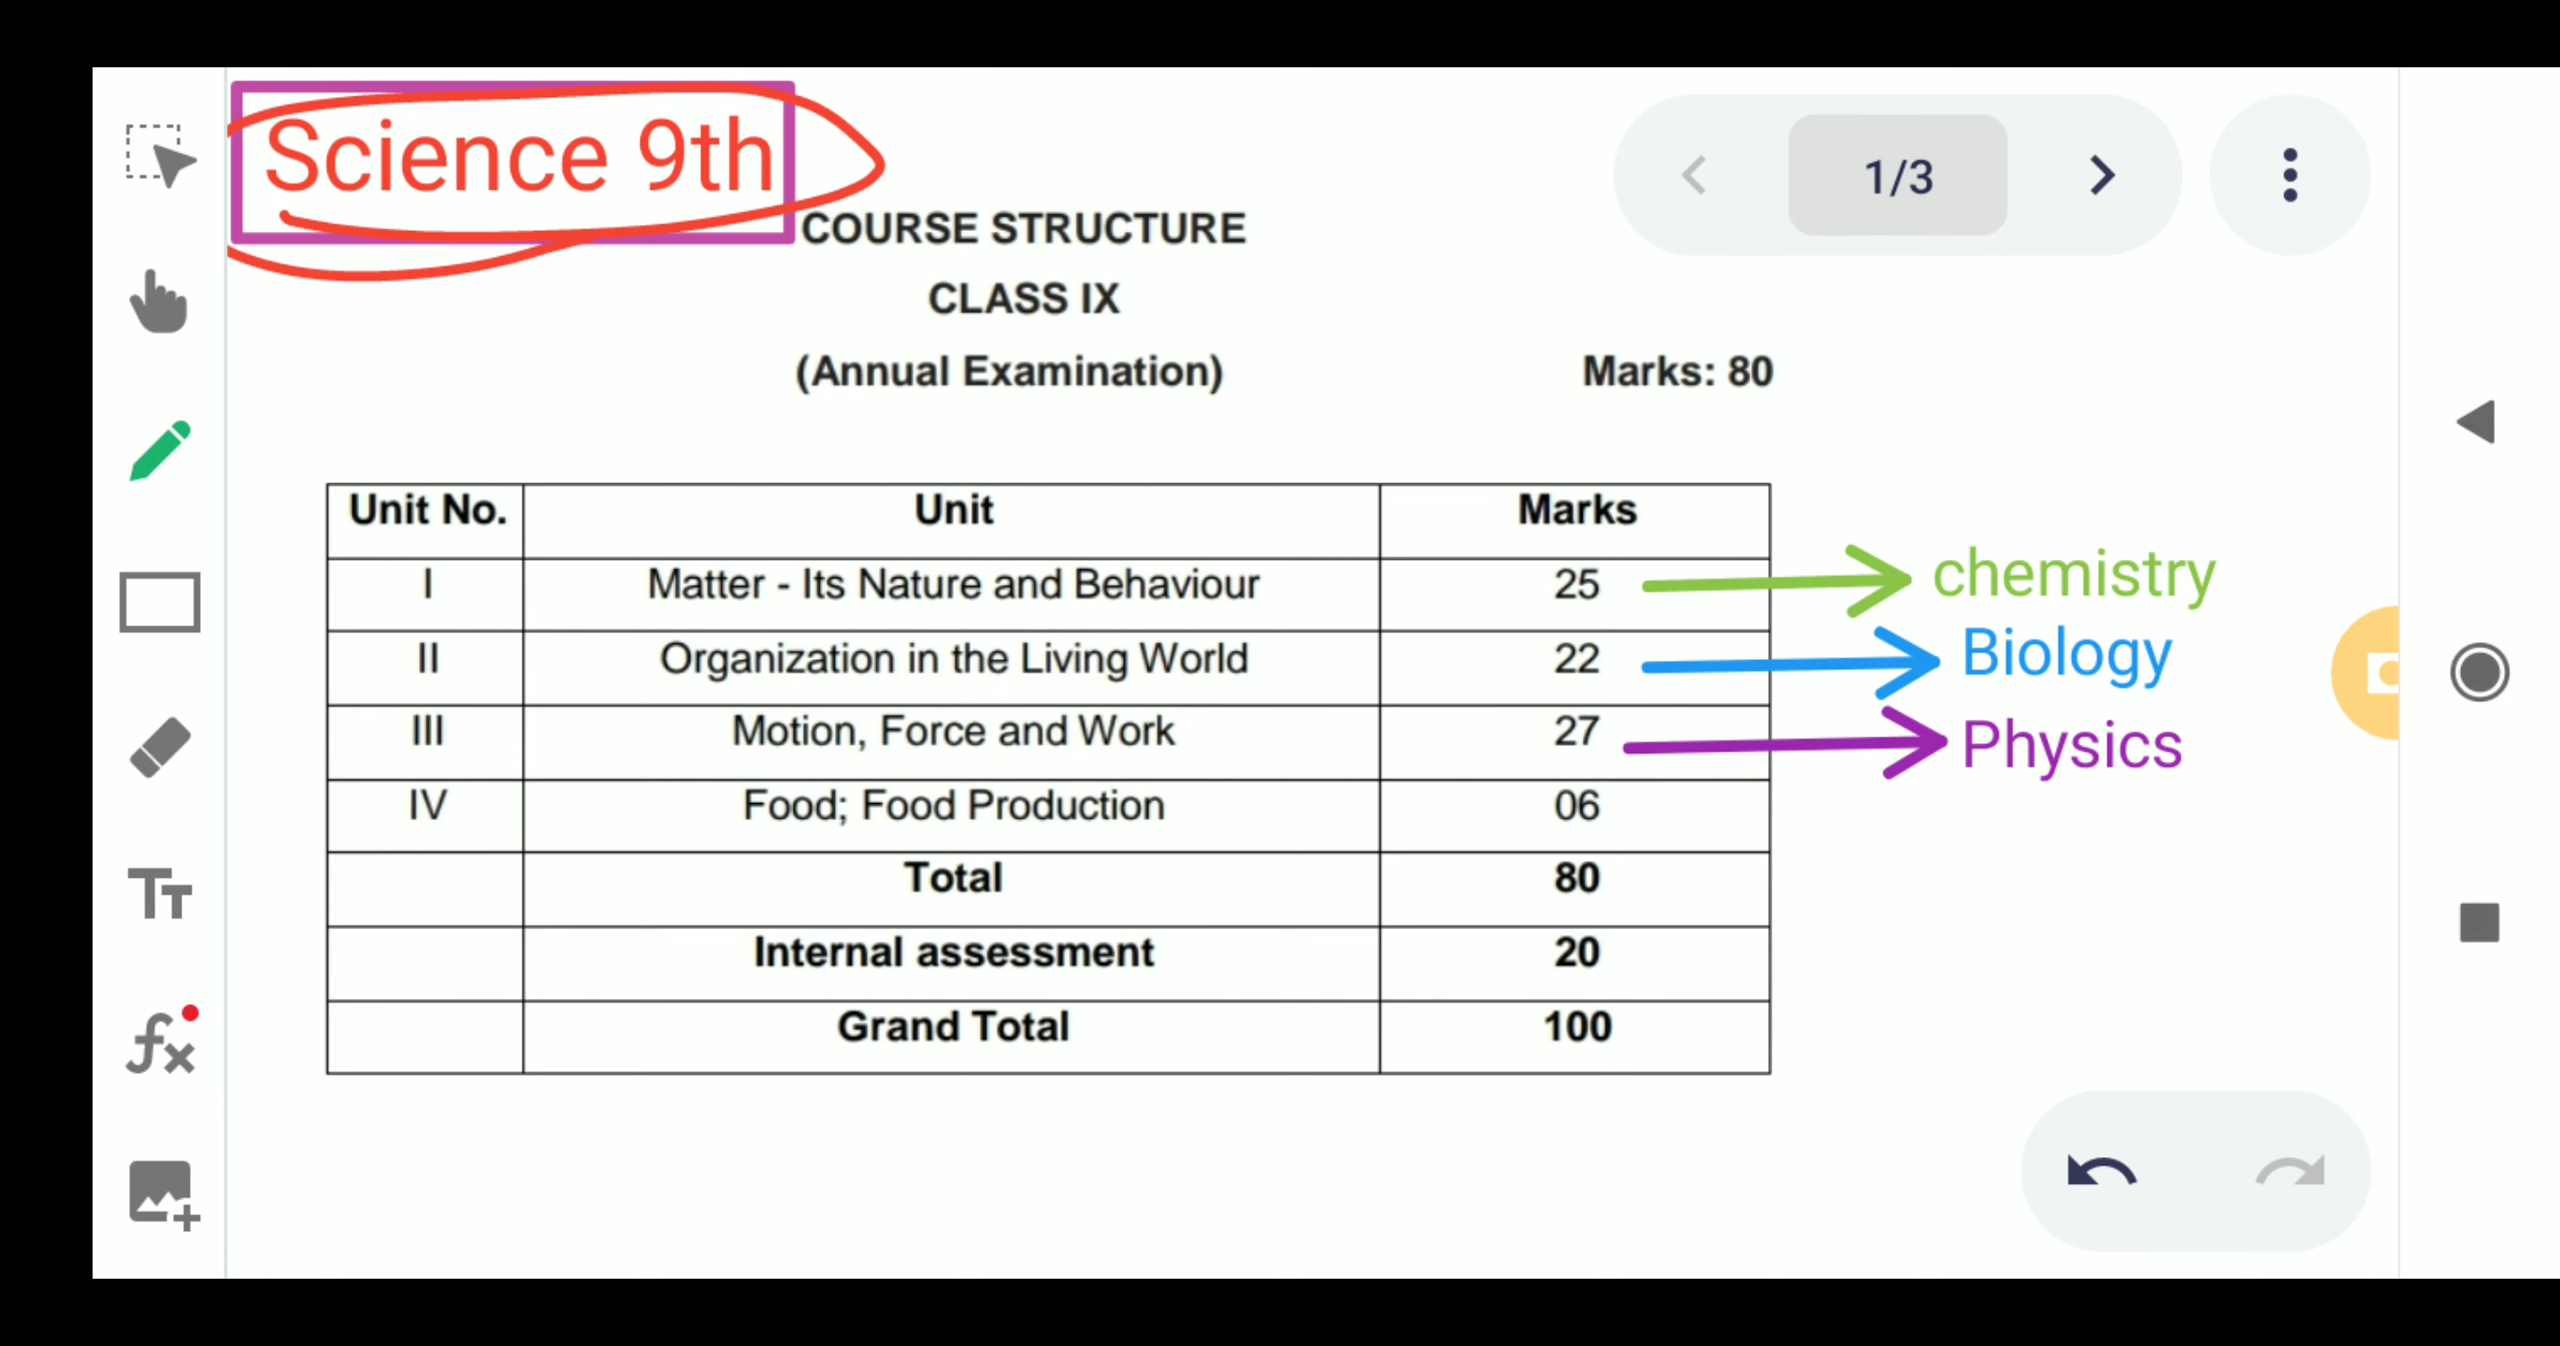 Science 9th
1/3
COURSE STRUCTURE
CLASS IX
(Annual Examination) Marks: 80
Unit No. Unit Marks
I Matter - Its Nature and Behaviour 25 chemistry
II Organization in the Living World 22 Biology
III Motion, Force and Work 27 Physics
IV Food; Food Production 06
Total 80
Internal assessment 20
Grand Total 100